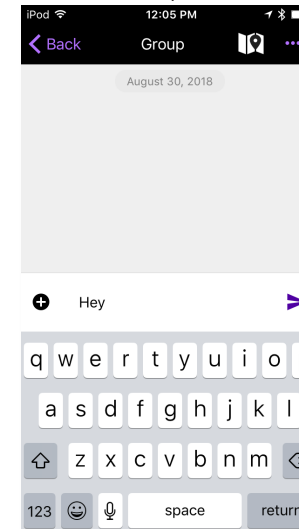 iPod 12:05 PM
Back Group
August 30, 2018
Hey
q w e r t y u i o
a s d f g h j k l
z x c v b n m
123 space return